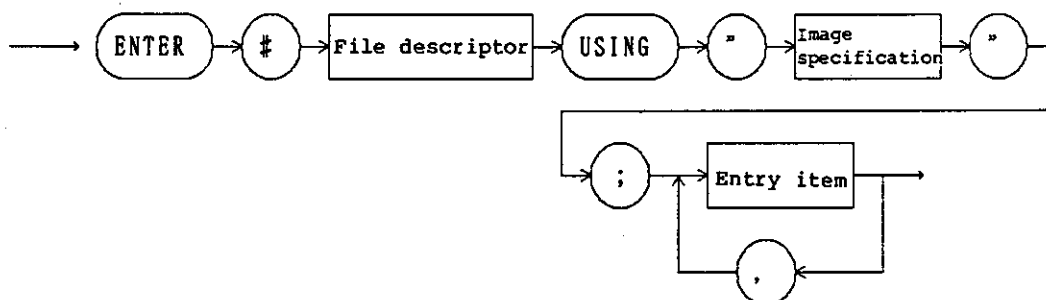 ENTER # File descriptor USING " Image specification "
; Entry item
,